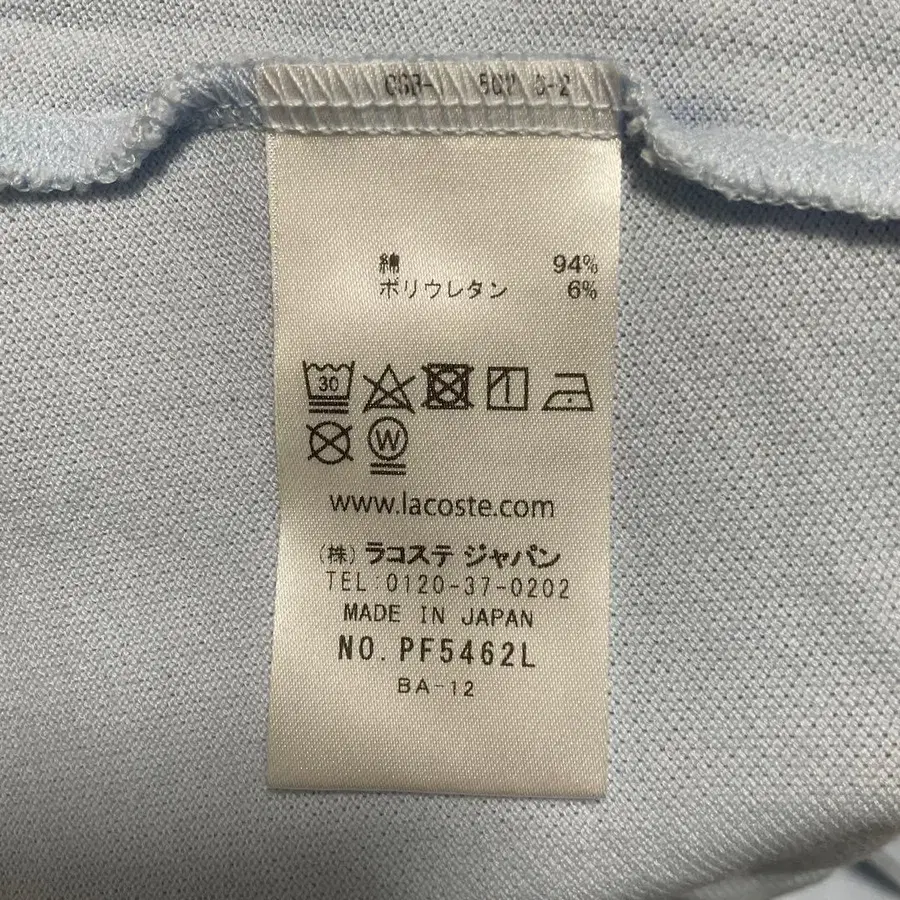 綿 94%
ポリウレタン 6%
30
W
www.lacoste.com
(株) ラコステ ジャパン
TEL:0120-37-0202
MADE IN JAPAN
NO. PF5462L
BA-12